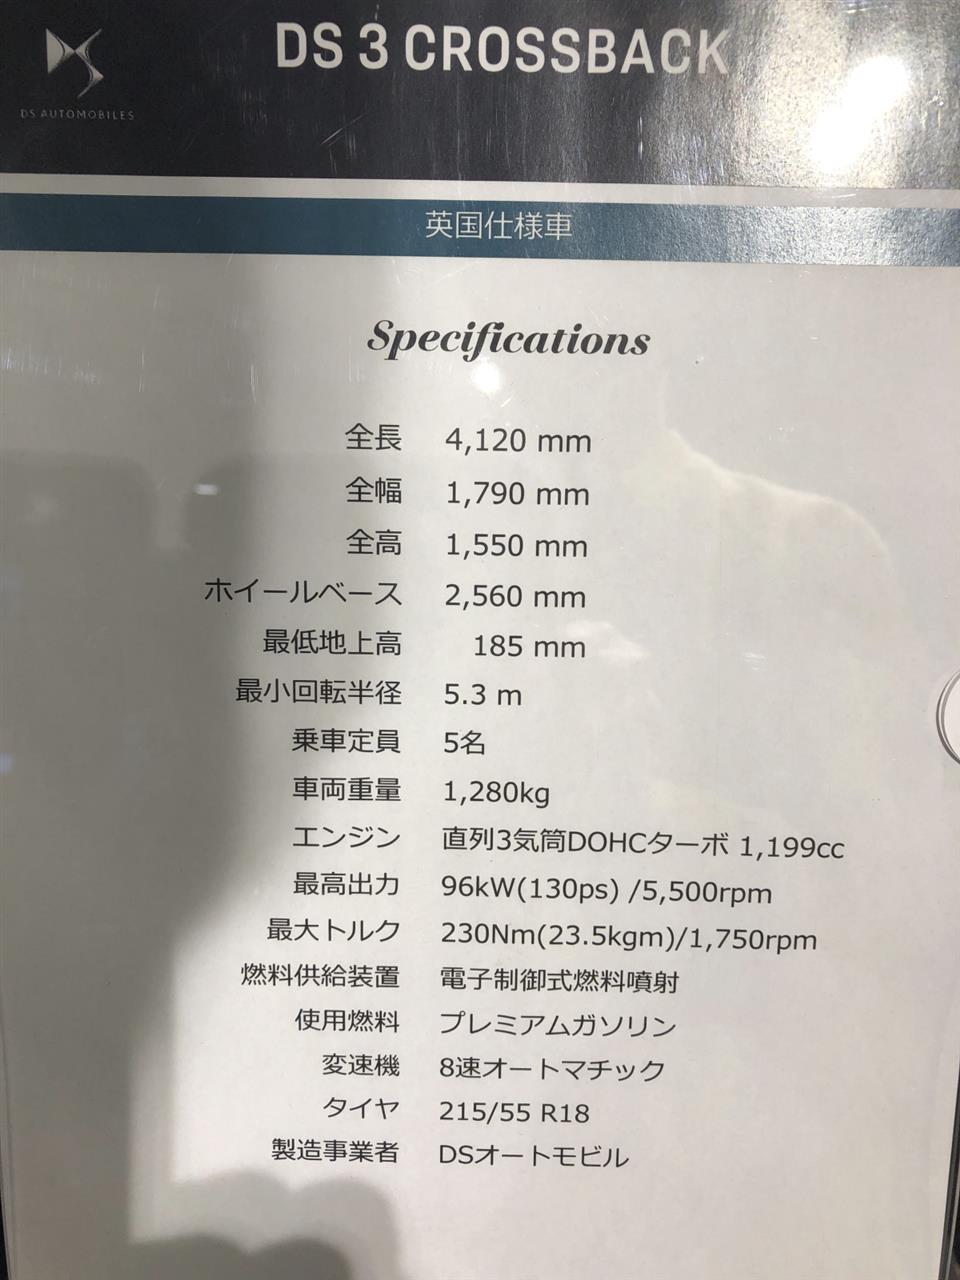 DS 3 CROSSBACK
DS AUTOMOBILES
英国仕様車
Specifications
全長 4,120 mm
全幅 1,790 mm
全高 1,550 mm
ホイールベース 2,560 mm
最低地上高 185 mm
最小回転半径 5.3 m
乗車定員 5名
車両重量 1,280kg
エンジン 直列3気筒DOHCターボ 1,199cc
最高出力 96kW(130ps) /5,500rpm
最大トルク 230Nm(23.5kgm)/1,750rpm
燃料供給装置 電子制御式燃料噴射
使用燃料 プレミアムガソリン
変速機 8速オートマチック
タイヤ 215/55 R18
製造事業者 DSオートモビル